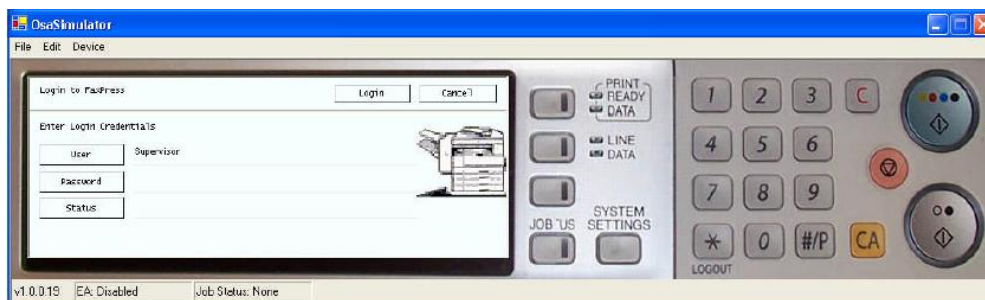 OsaSimulator
File Edit Device
Login to FaxPress Login Cancel
Enter Login Credentials
User Supervisor
Password
Status
PRINT
READY
DATA
LINE
DATA
JOB
SYSTEM
SETTINGS
1 2 3 C
4 5 6
7 8 9
* 0 #/P CA
LOGOUT
v1.0.0.19 EA: Disabled Job Status: None